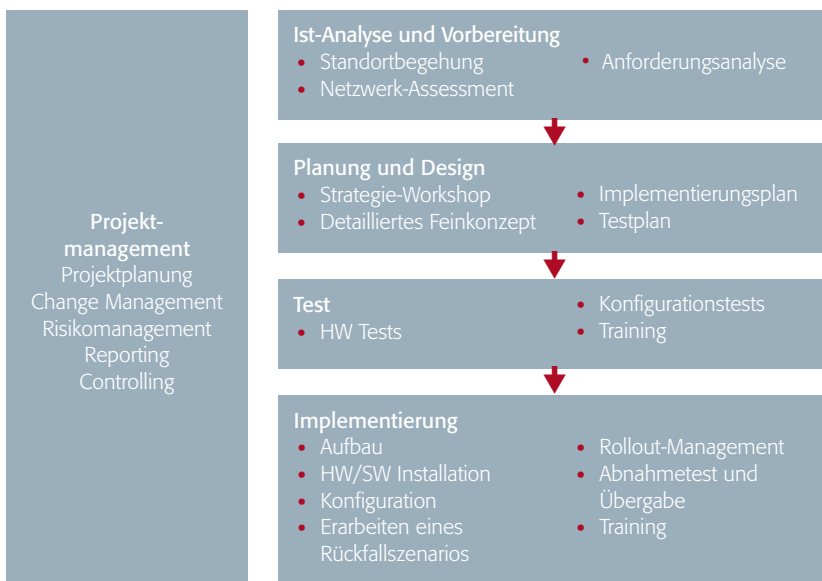 Projekt-
management
Projektplanung
Change Management
Risikomanagement
Reporting
Controlling
Ist-Analyse und Vorbereitung
• Standortbegehung
• Netzwerk-Assessment
• Anforderungsanalyse
Planung und Design
• Strategie-Workshop
• Detailliertes Feinkonzept
• Implementierungsplan
• Testplan
Test
• HW Tests
• Konfigurationstests
• Training
Implementierung
• Aufbau
• HW/SW Installation
• Konfiguration
• Erarbeiten eines
Rückfallszenarios
• Rollout-Management
• Abnahmetest und
Übergabe
• Training